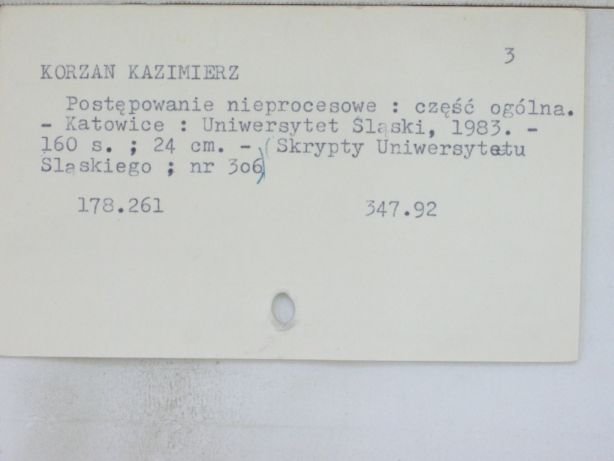 3
KORZAN KAZIMIERZ
Postępowanie nieprocesowe : część ogólna.
- Katowice : Uniwersytet Śląski, 1983. -
160 s. ; 24 cm. - (Skrypty Uniwersytetu
Śląskiego ; nr 306)
178.261 347.92